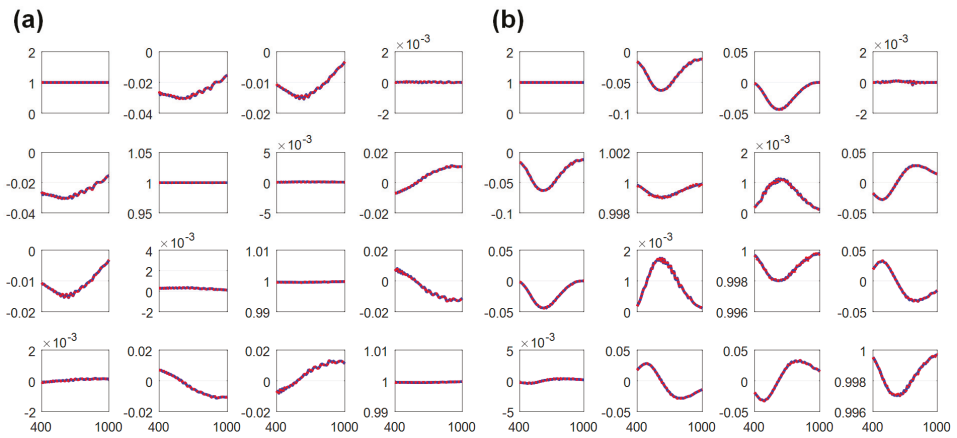 (a) (b)
2 0 0 ×10⁻³ 2 2 0 0.05 ×10⁻³ 2
1 -0.02 -0.01 0 1 -0.05 0 0
0 -0.04 -0.02 -2 0 -0.1 -0.05 -2
0 1.05 ×10⁻³ 5 0.02 0 1.002 ×10⁻³ 2 0.05
-0.02 1 0 0 -0.05 1 1 0
-0.04 0.95 -5 -0.02 -0.1 0.998 0 -0.05
0 ×10⁻³ 4 1.01 0.02 0.05 ×10⁻³ 2 1 0.05
-0.01 2 0 1 0 0 1 0.998 0
-0.02 -2 0.99 -0.02 -0.05 0 0.996 -0.05
×10⁻³ 2 0.02 0.02 1.01 ×10⁻³ 5 0.05 0.05 1
0 0 0 1 0 0 0 0.998
-2 -0.02 -0.02 0.99 -5 -0.05 -0.05 0.996
400 1000 400 1000 400 1000 400 1000 400 1000 400 1000 400 1000 400 1000